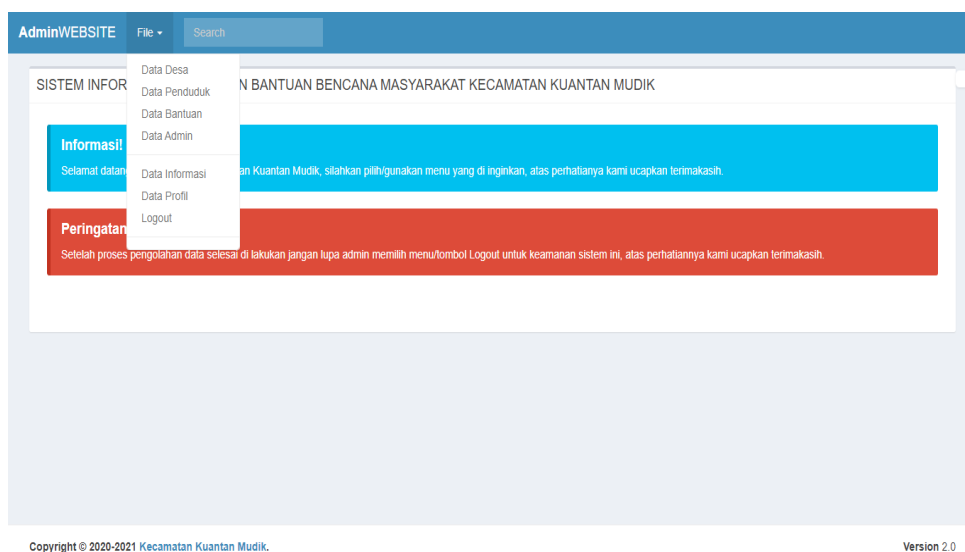 AdminWEBSITE File Search
Data Desa
Data Penduduk
Data Bantuan
Data Admin
Data Informasi
Data Profil
Logout
SISTEM INFOR N BANTUAN BENCANA MASYARAKAT KECAMATAN KUANTAN MUDIK
Informasi!
Selamat datan an Kuantan Mudik, silahkan pilih/gunakan menu yang di inginkan, atas perhatianya kami ucapkan terimakasih.
Peringatan
Setelah proses pengolahan data selesai di lakukan jangan lupa admin memilih menu/tombol Logout untuk keamanan sistem ini, atas perhatiannya kami ucapkan terimakasih.
Copyright © 2020-2021 Kecamatan Kuantan Mudik. Version 2.0